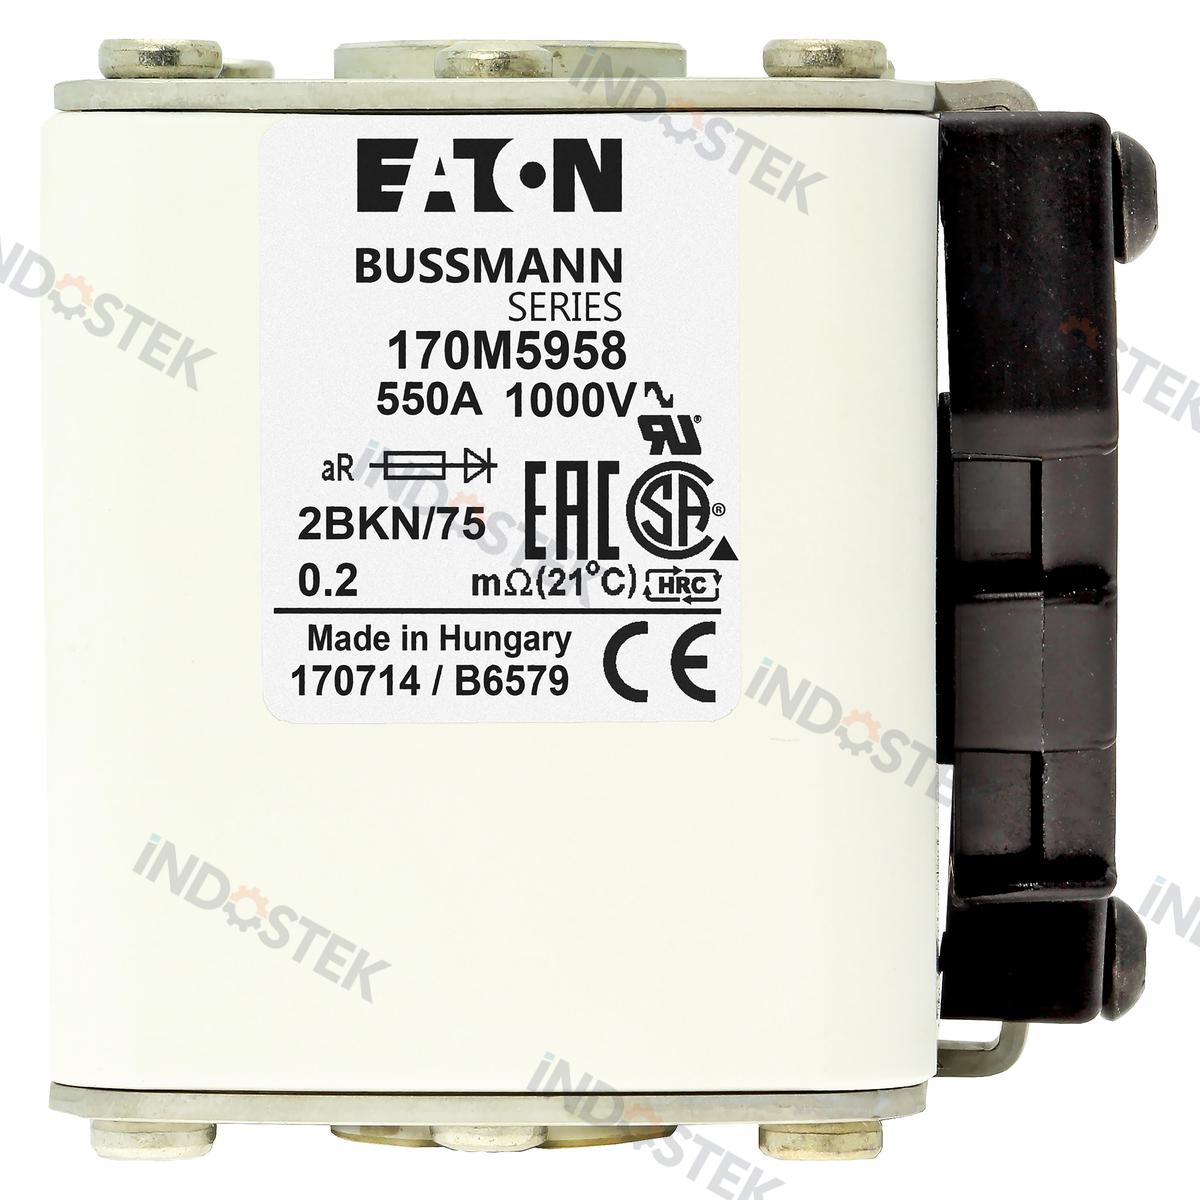 EATON
BUSSMANN
SERIES
170M5958
550A 1000V
aR
2BKN/75
EAC
SA®
0.2 mΩ(21°C) HRC
Made in Hungary
170714 / B6579
CE
iNDOSTEK
iNDOSTEK
iNDOSTEK
iNDOSTEK
iNDOSTEK
iNDOSTEK